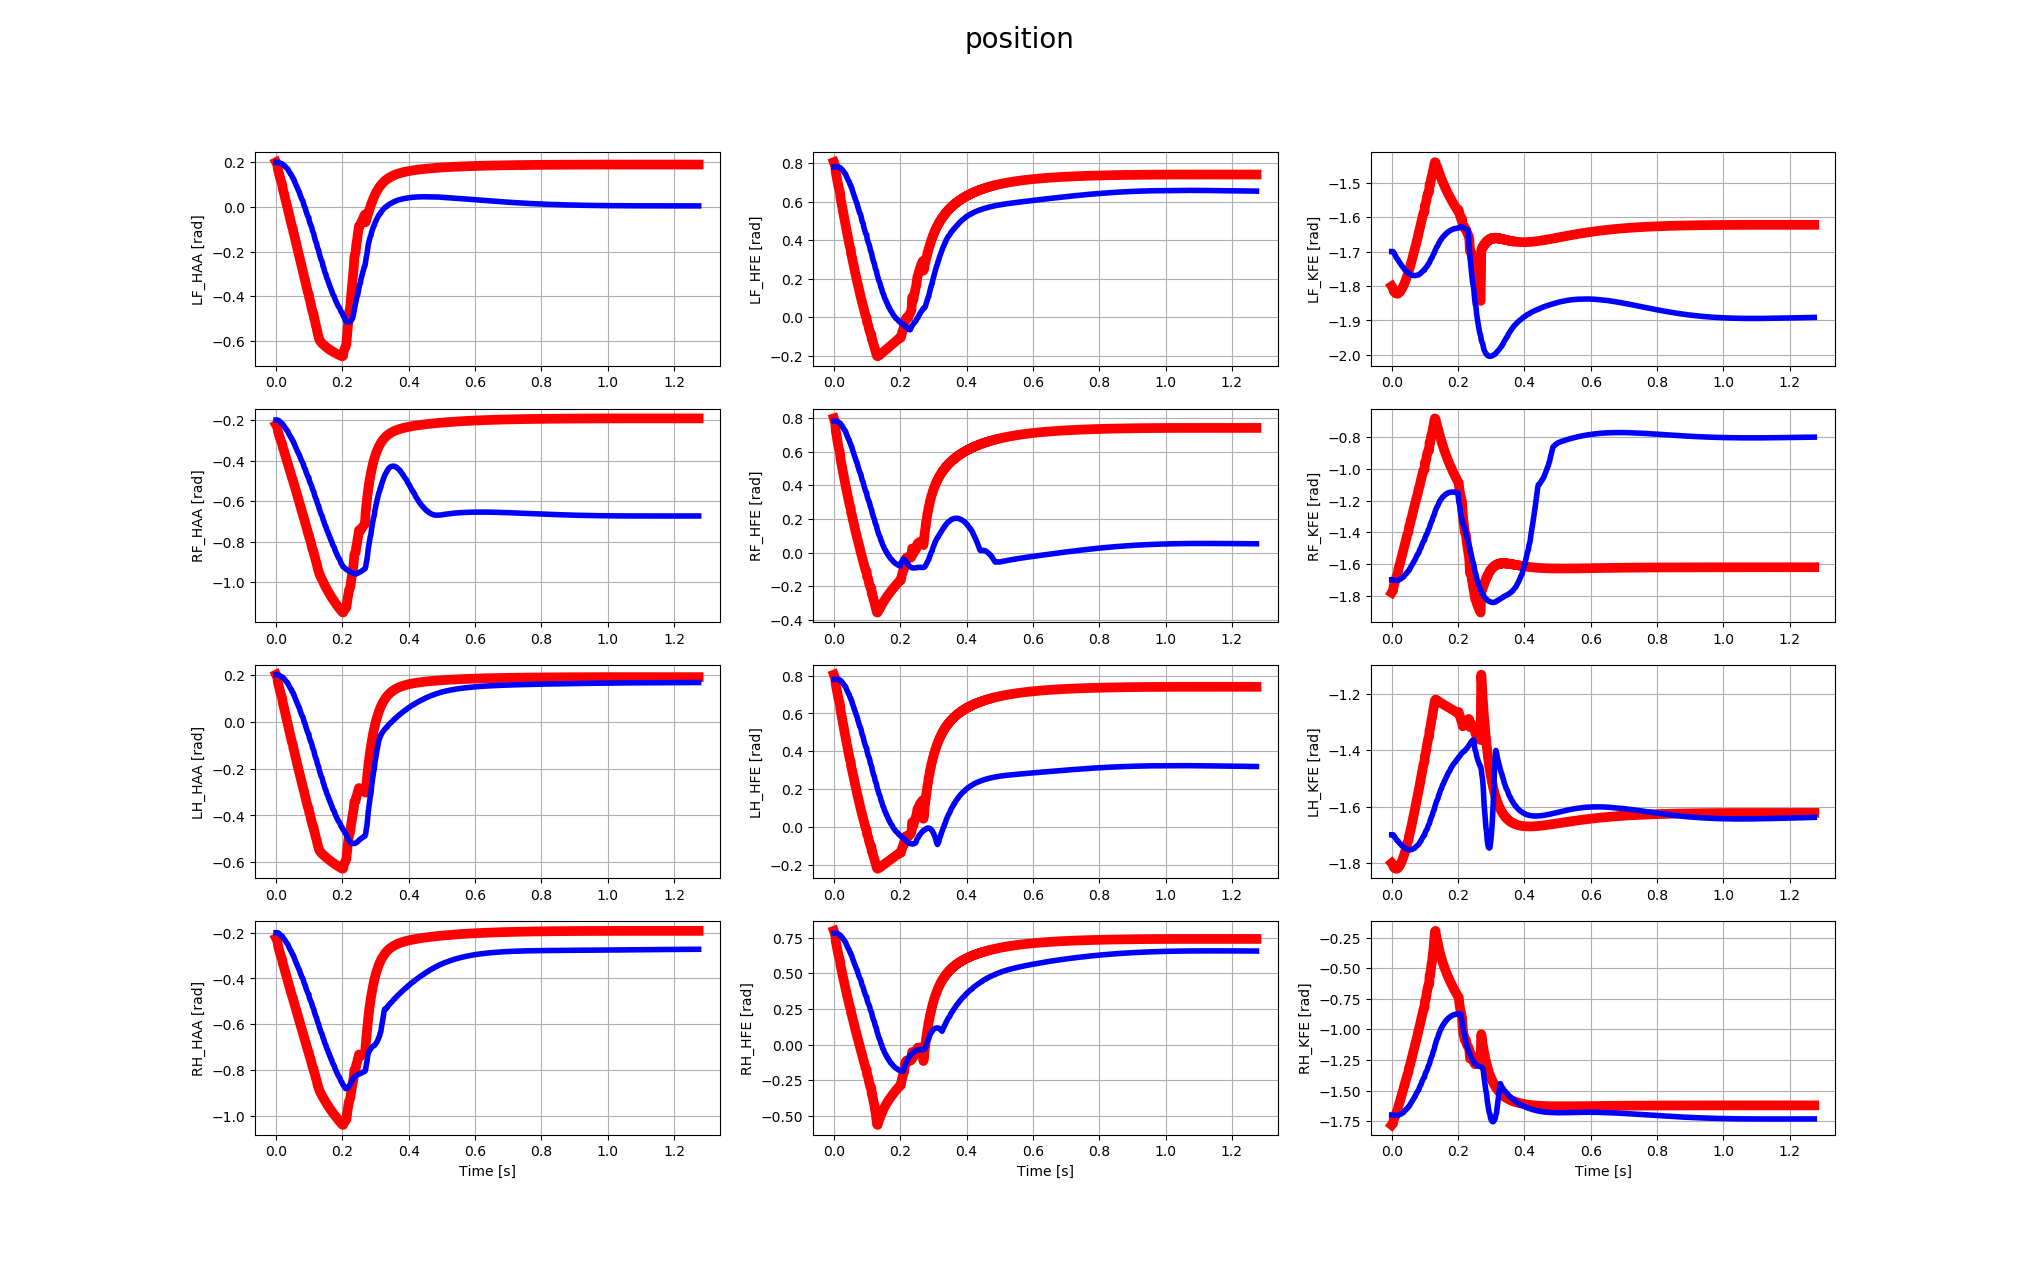 position
LF_HAA [rad]
0.2
0.0
−0.2
−0.4
−0.6
0.0 0.2 0.4 0.6 0.8 1.0 1.2
LF_HFE [rad]
0.8
0.6
0.4
0.2
0.0
−0.2
0.0 0.2 0.4 0.6 0.8 1.0 1.2
LF_KFE [rad]
−1.5
−1.6
−1.7
−1.8
−1.9
−2.0
0.0 0.2 0.4 0.6 0.8 1.0 1.2
RF_HAA [rad]
−0.2
−0.4
−0.6
−0.8
−1.0
0.0 0.2 0.4 0.6 0.8 1.0 1.2
RF_HFE [rad]
0.8
0.6
0.4
0.2
0.0
−0.2
−0.4
0.0 0.2 0.4 0.6 0.8 1.0 1.2
RF_KFE [rad]
−0.8
−1.0
−1.2
−1.4
−1.6
−1.8
0.0 0.2 0.4 0.6 0.8 1.0 1.2
LH_HAA [rad]
0.2
0.0
−0.2
−0.4
−0.6
0.0 0.2 0.4 0.6 0.8 1.0 1.2
LH_HFE [rad]
0.8
0.6
0.4
0.2
0.0
−0.2
0.0 0.2 0.4 0.6 0.8 1.0 1.2
LH_KFE [rad]
−1.2
−1.4
−1.6
−1.8
0.0 0.2 0.4 0.6 0.8 1.0 1.2
RH_HAA [rad]
−0.2
−0.4
−0.6
−0.8
−1.0
0.0 0.2 0.4 0.6 0.8 1.0 1.2
Time [s]
RH_HFE [rad]
0.75
0.50
0.25
0.00
−0.25
−0.50
0.0 0.2 0.4 0.6 0.8 1.0 1.2
Time [s]
RH_KFE [rad]
−0.25
−0.50
−0.75
−1.00
−1.25
−1.50
−1.75
0.0 0.2 0.4 0.6 0.8 1.0 1.2
Time [s]